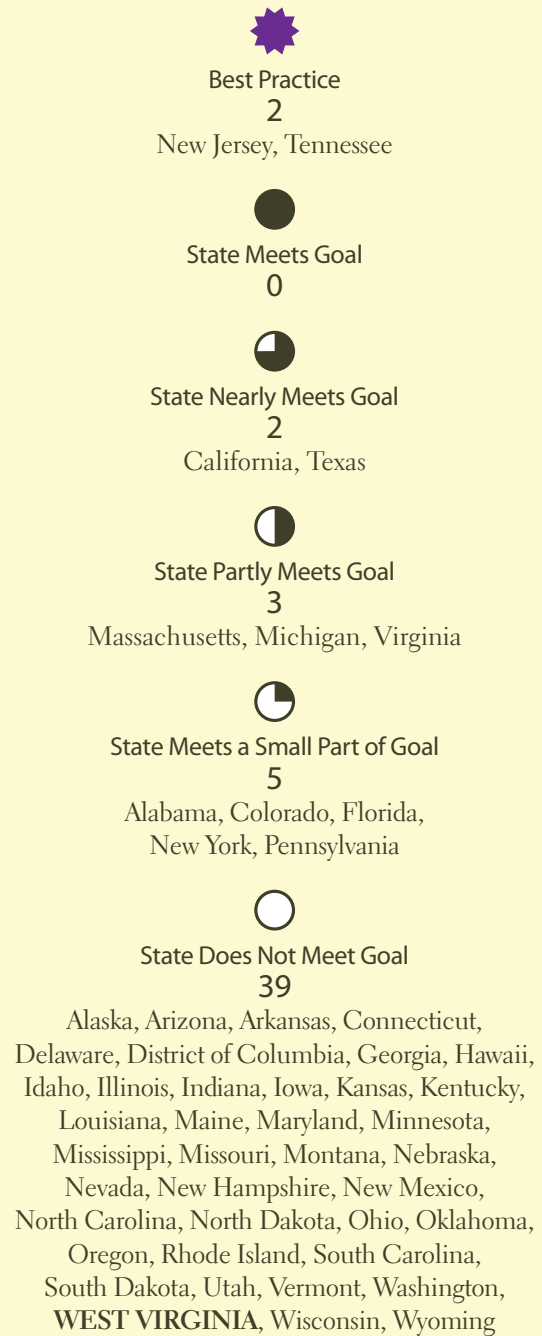 Best Practice
2
New Jersey, Tennessee
State Meets Goal
0
State Nearly Meets Goal
2
California, Texas
State Partly Meets Goal
3
Massachusetts, Michigan, Virginia
State Meets a Small Part of Goal
5
Alabama, Colorado, Florida,
New York, Pennsylvania
State Does Not Meet Goal
39
Alaska, Arizona, Arkansas, Connecticut,
Delaware, District of Columbia, Georgia, Hawaii,
Idaho, Illinois, Indiana, Iowa, Kansas, Kentucky,
Louisiana, Maine, Maryland, Minnesota,
Mississippi, Missouri, Montana, Nebraska,
Nevada, New Hampshire, New Mexico,
North Carolina, North Dakota, Ohio, Oklahoma,
Oregon, Rhode Island, South Carolina,
South Dakota, Utah, Vermont, Washington,
WEST VIRGINIA, Wisconsin, Wyoming